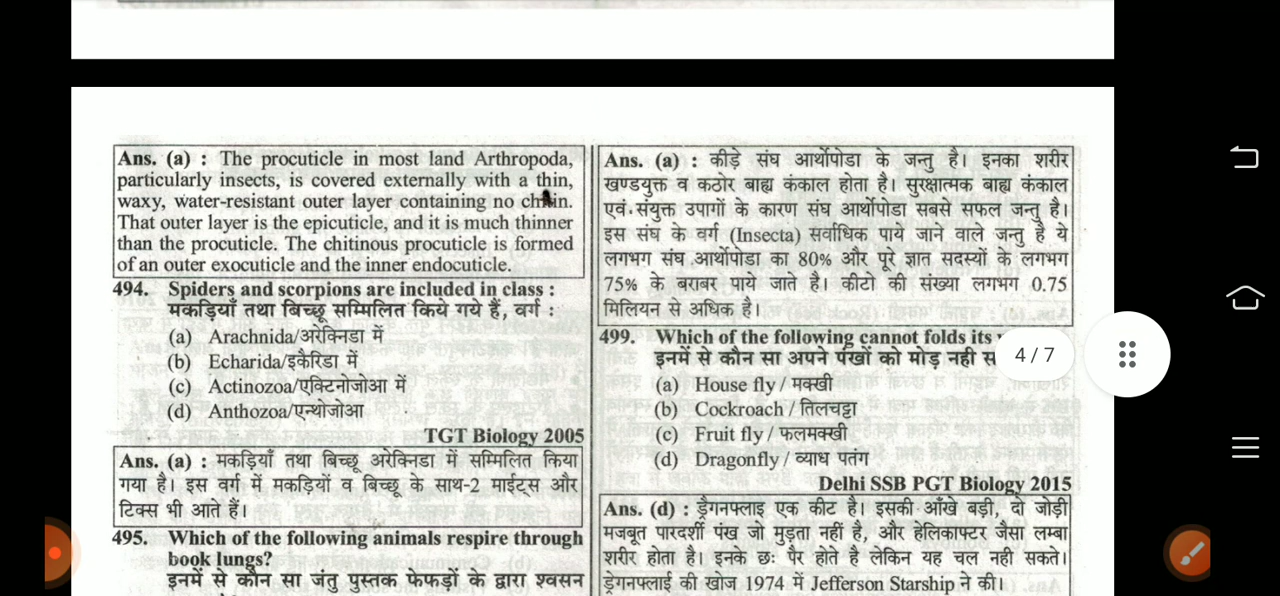 Ans. (a) : The procuticle in most land Arthropoda,
particularly insects, is covered externally with a thin,
waxy, water-resistant outer layer containing no
That outer layer is the epicuticle, and it is much thinner
than the procuticle. The chitinous procuticle is formed
of an outer exocuticle and the inner endocuticle.
494. Spiders and scorpions are included in class :
मकड़ियाँ तथा बिच्छू सम्मिलित किये गये हैं, वर्ग :
(a) Arachnida/अरेक्निडा में
(b) Echarida/इकैरिडा में
(c) Actinozoa/एक्टिनोजोआ में
(d) Anthozoa/एन्थोजोआ
TGT Biology 2005
Ans. (a) : मकड़ियाँ तथा बिच्छू अरेक्निडा में सम्मिलित किया
गया है। इस वर्ग में मकड़ियों व बिच्छू के साथ-2 माईट्स और
टिक्स भी आते हैं।
495. Which of the following animals respire through
book lungs?
इनमें से कौन सा जंतु पुस्तक फेफड़ों के द्वारा श्वसन
Ans. (a) : कीड़े संघ आर्थोपोडा के जन्तु है। इनका शरीर
खण्डयुक्त व कठोर बाह्य कंकाल होता है। सुरक्षात्मक बाह्य कंकाल
एवं संयुक्त उपागों के कारण संघ आर्थोपोडा सबसे सफल जन्तु है।
इस संघ के वर्ग (Insecta) सर्वाधिक पाये जाने वाले जन्तु है ये
लगभग संघ आर्थोपोडा का 80% और पूरे ज्ञात सदस्यों के लगभग
75% के बराबर पाये जाते है। कीटो की संख्या लगभग 0.75
मिलियन से अधिक है।
499. Which of the following cannot folds its
इनमें से कौन सा अपने पंखों को मोड़ नही
(a) House fly / मक्खी
(b) Cockroach / तिलचट्टा
(c) Fruit fly / फलमक्खी
(d) Dragonfly / व्याध पतंग
Delhi SSB PGT Biology 2015
Ans. (d) : ड्रैगनफ्लाइ एक कीट है। इसकी आँखे बड़ी, दो जोड़ी
मजबूत पारदर्शी पंख जो मुड़ता नहीं है, और होलिकाप्टर जैसा लम्बा
शरीर होता है। इनके छः पैर होते है लेकिन यह चल नही सकते।
ड्रेगनफ्लाई की खोज 1974 में Jefferson Starship ने की।
4 / 7